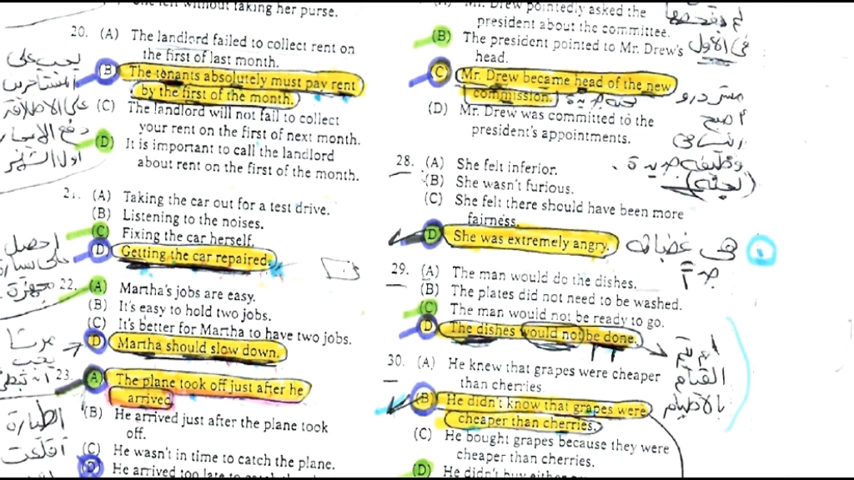 She left without taking her purse.
20. (A) The landlord failed to collect rent on
the first of last month.
(B) The tenants absolutely must pay rent
by the first of the month.
(C) The landlord will not fail to collect
your rent on the first of next month.
(D) It is important to call the landlord
about rent on the first of the month.
21. (A) Taking the car out for a test drive.
(B) Listening to the noises.
(C) Fixing the car herself.
(D) Getting the car repaired.
22. (A) Martha's jobs are easy.
(B) It's easy to hold two jobs.
(C) It's better for Martha to have two jobs.
(D) Martha should slow down.
23 (A) The plane took off just after he
arrived
(B) He arrived just after the plane took
off.
(C) He wasn't in time to catch the plane.
(D) He arrived too late to catch the
يجب على
على الاطلاق
الطيارة
أقلعت
Mr. Drew pointedly asked the
president about the committee.
(B) The president pointed to Mr. Drew's
head.
(C) Mr. Drew became head of the new
commission.
(D) Mr. Drew was committed to the
president's appointments.
28. (A) She felt inferior.
(B) She wasn't furious.
(C) She felt there should have been more
fairness.
(D) She was extremely angry.
29. (A) The man would do the dishes.
(B) The plates did not need to be washed.
(C) The man would not be ready to go.
(D) The dishes would not be done.
30. (A) He knew that grapes were cheaper
than cherries
(B) He didn't know that grapes were
cheaper than cherries.
(C) He bought grapes because they were
cheaper than cherries.
(D) He didn't buy either
مستر درو
أصبح
(لجنة)
هي غضبانه
جداً
القيام